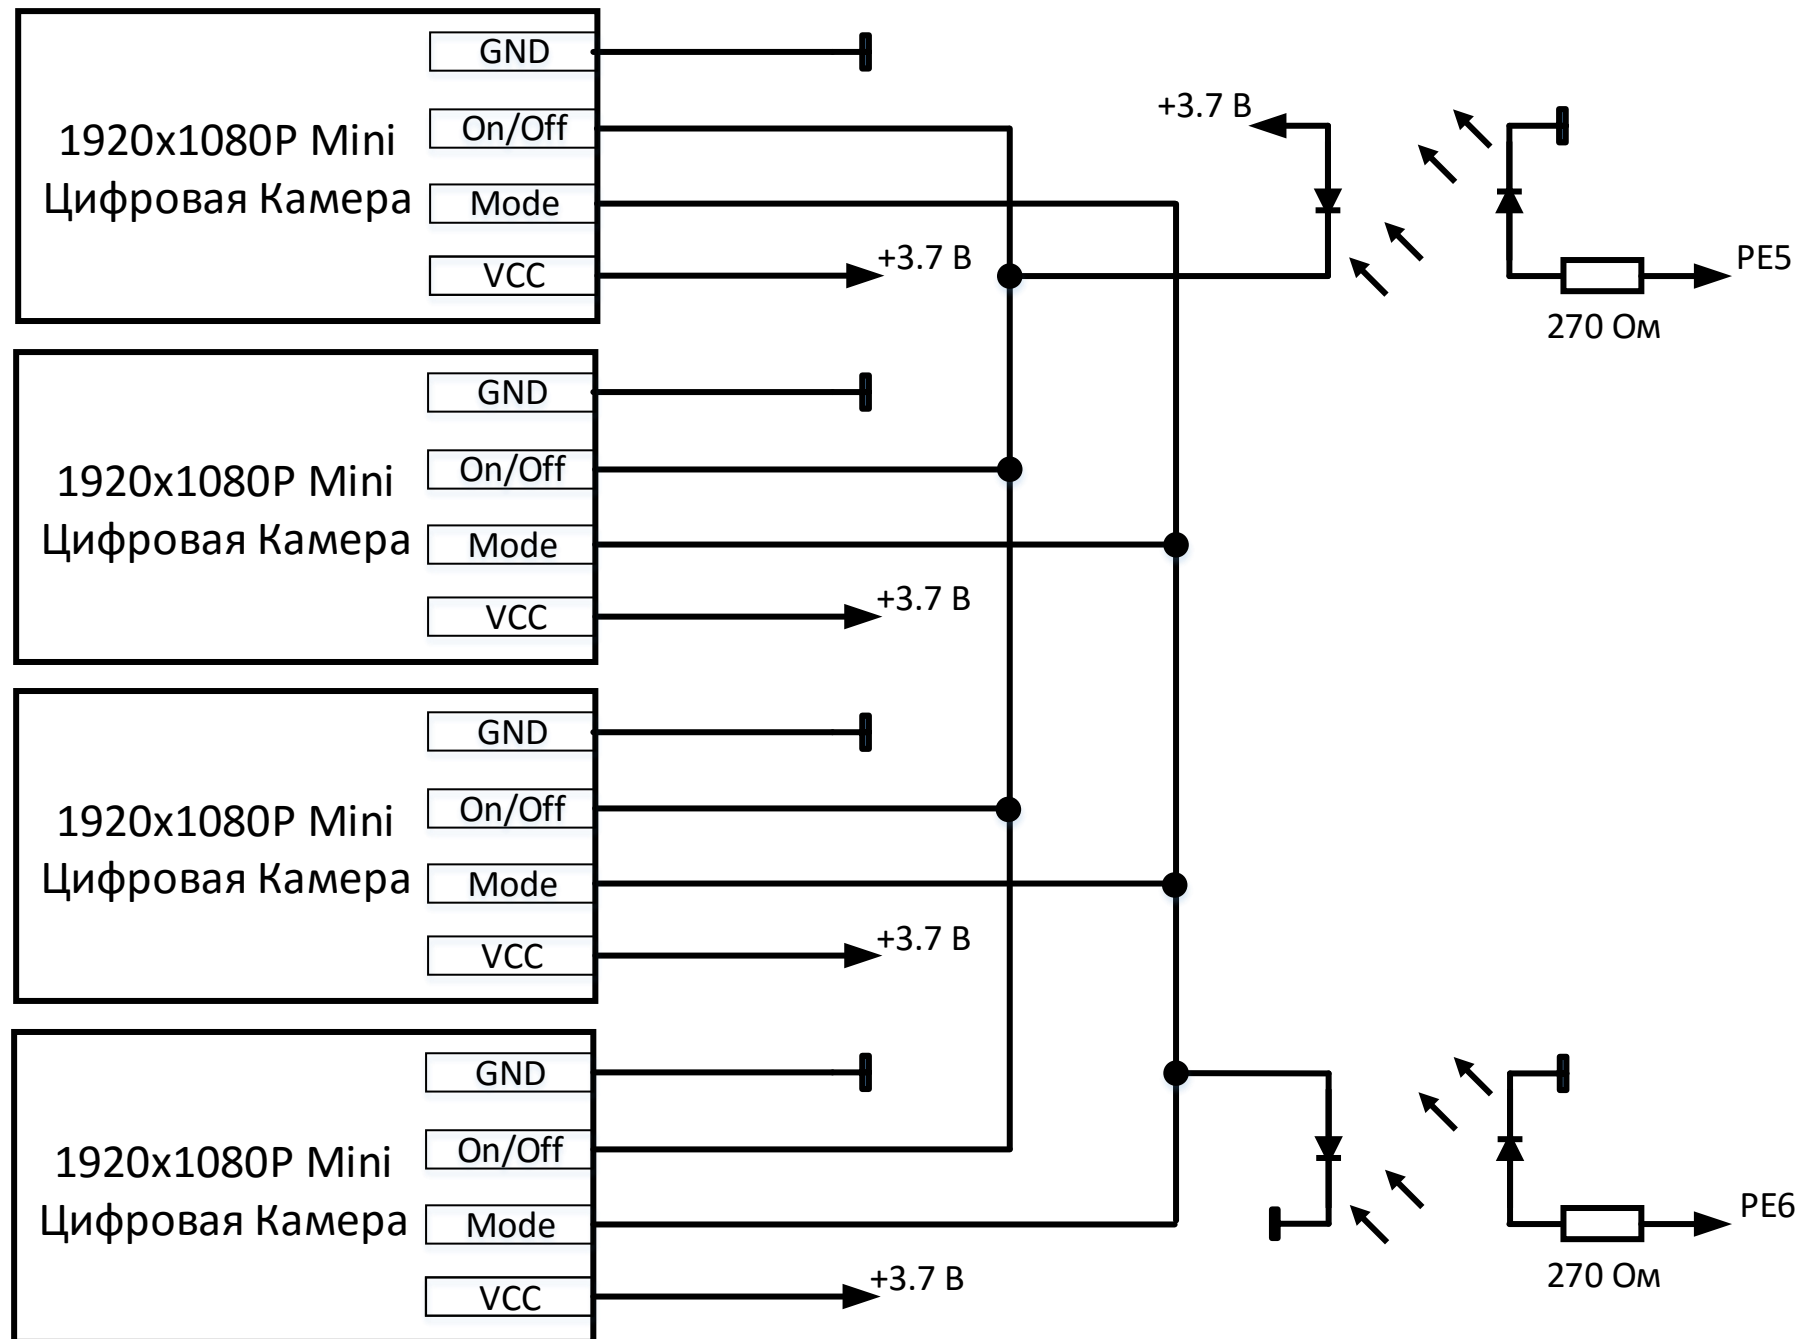 GND
1920x1080P Mini
Цифровая Камера
On/Off
Mode
VCC
+3.7 В
+3.7 В
PE5
270 Ом
GND
1920x1080P Mini
Цифровая Камера
On/Off
Mode
VCC
+3.7 В
GND
1920x1080P Mini
Цифровая Камера
On/Off
Mode
VCC
+3.7 В
GND
1920x1080P Mini
Цифровая Камера
On/Off
Mode
VCC
+3.7 В
PE6
270 Ом